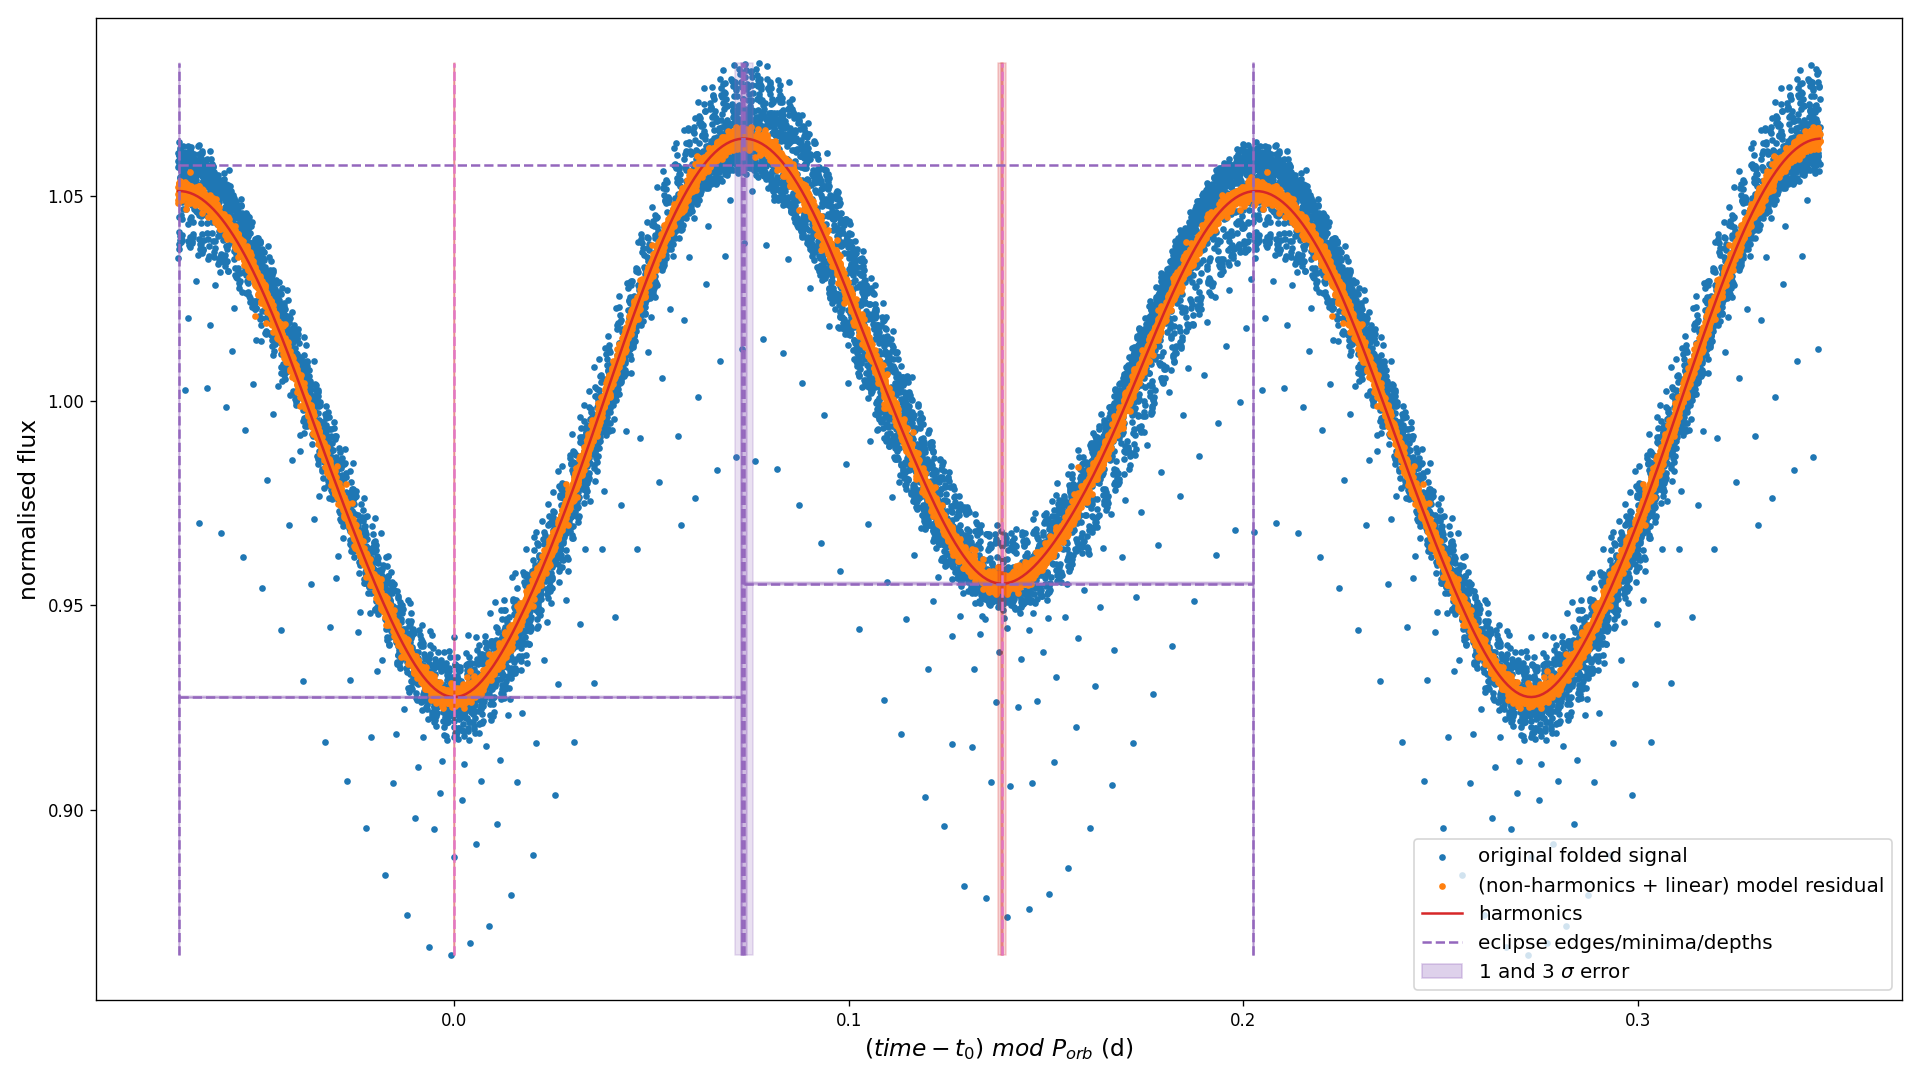 normalised flux
1.05
1.00
0.95
0.90
0.0
0.1
0.2
0.3
(time − t₀) mod Pₒᵣb (d)
original folded signal
(non-harmonics + linear) model residual
harmonics
eclipse edges/minima/depths
1 and 3 σ error